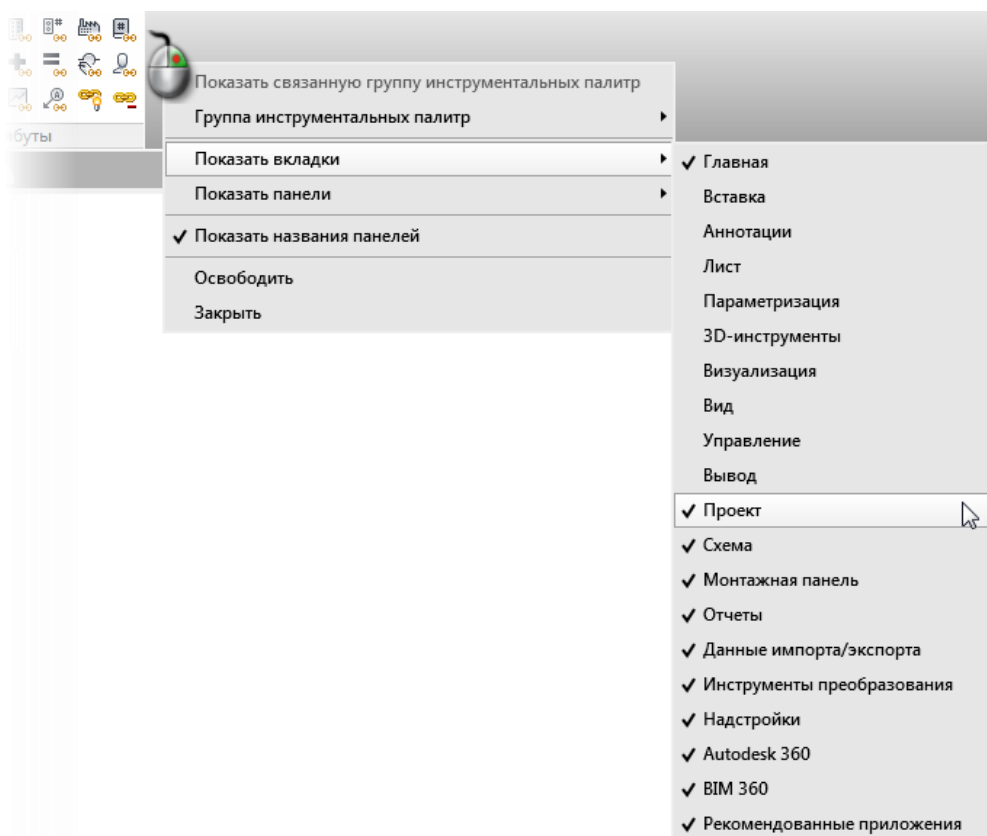 Показать связанную группу инструментальных палитр
Группа инструментальных палитр
буты
Показать вкладки
Показать панели
Показать названия панелей
Освободить
Закрыть
Главная
Вставка
Аннотации
Лист
Параметризация
3D-инструменты
Визуализация
Вид
Управление
Вывод
Проект
Схема
Монтажная панель
Отчеты
Данные импорта/экспорта
Инструменты преобразования
Надстройки
Autodesk 360
BIM 360
Рекомендованные приложения